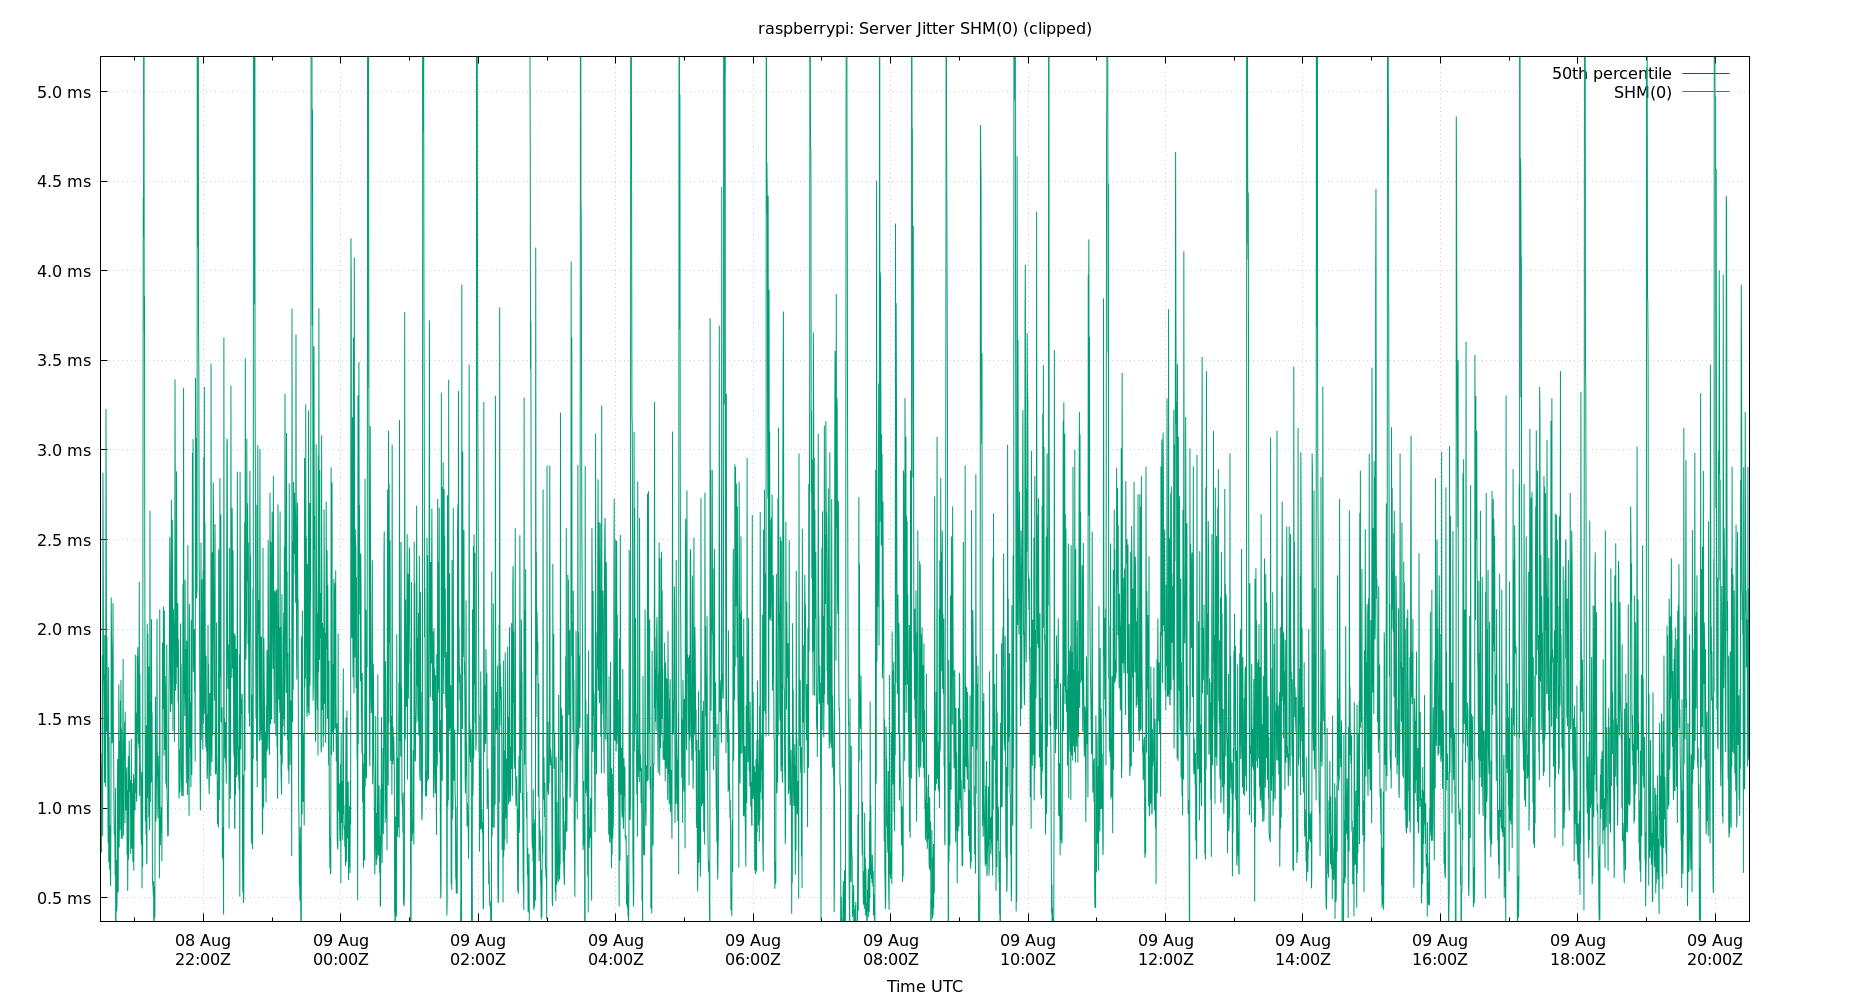 raspberrypi: Server Jitter SHM(0) (clipped)
50th percentile
SHM(0)
5.0 ms
4.5 ms
4.0 ms
3.5 ms
3.0 ms
2.5 ms
2.0 ms
1.5 ms
1.0 ms
0.5 ms
08 Aug 09 Aug 09 Aug 09 Aug 09 Aug 09 Aug 09 Aug 09 Aug 09 Aug 09 Aug 09 Aug 09 Aug
22:00Z 00:00Z 02:00Z 04:00Z 06:00Z 08:00Z 10:00Z 12:00Z 14:00Z 16:00Z 18:00Z 20:00Z
Time UTC